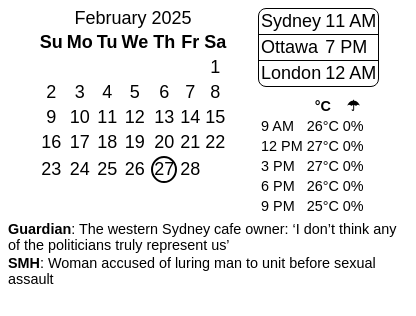 February 2025
Su Mo Tu We Th Fr Sa
1
2 3 4 5 6 7 8
9 10 11 12 13 14 15
16 17 18 19 20 21 22
23 24 25 26 27 28
Sydney 11 AM
Ottawa 7 PM
London 12 AM
°C ☂
9 AM 26°C 0%
12 PM 27°C 0%
3 PM 27°C 0%
6 PM 26°C 0%
9 PM 25°C 0%
Guardian: The western Sydney cafe owner: ‘I don’t think any
of the politicians truly represent us’
SMH: Woman accused of luring man to unit before sexual
assault